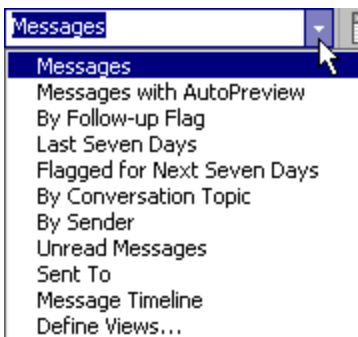 Messages
Messages
Messages with AutoPreview
By Follow-up Flag
Last Seven Days
Flagged for Next Seven Days
By Conversation Topic
By Sender
Unread Messages
Sent To
Message Timeline
Define Views...